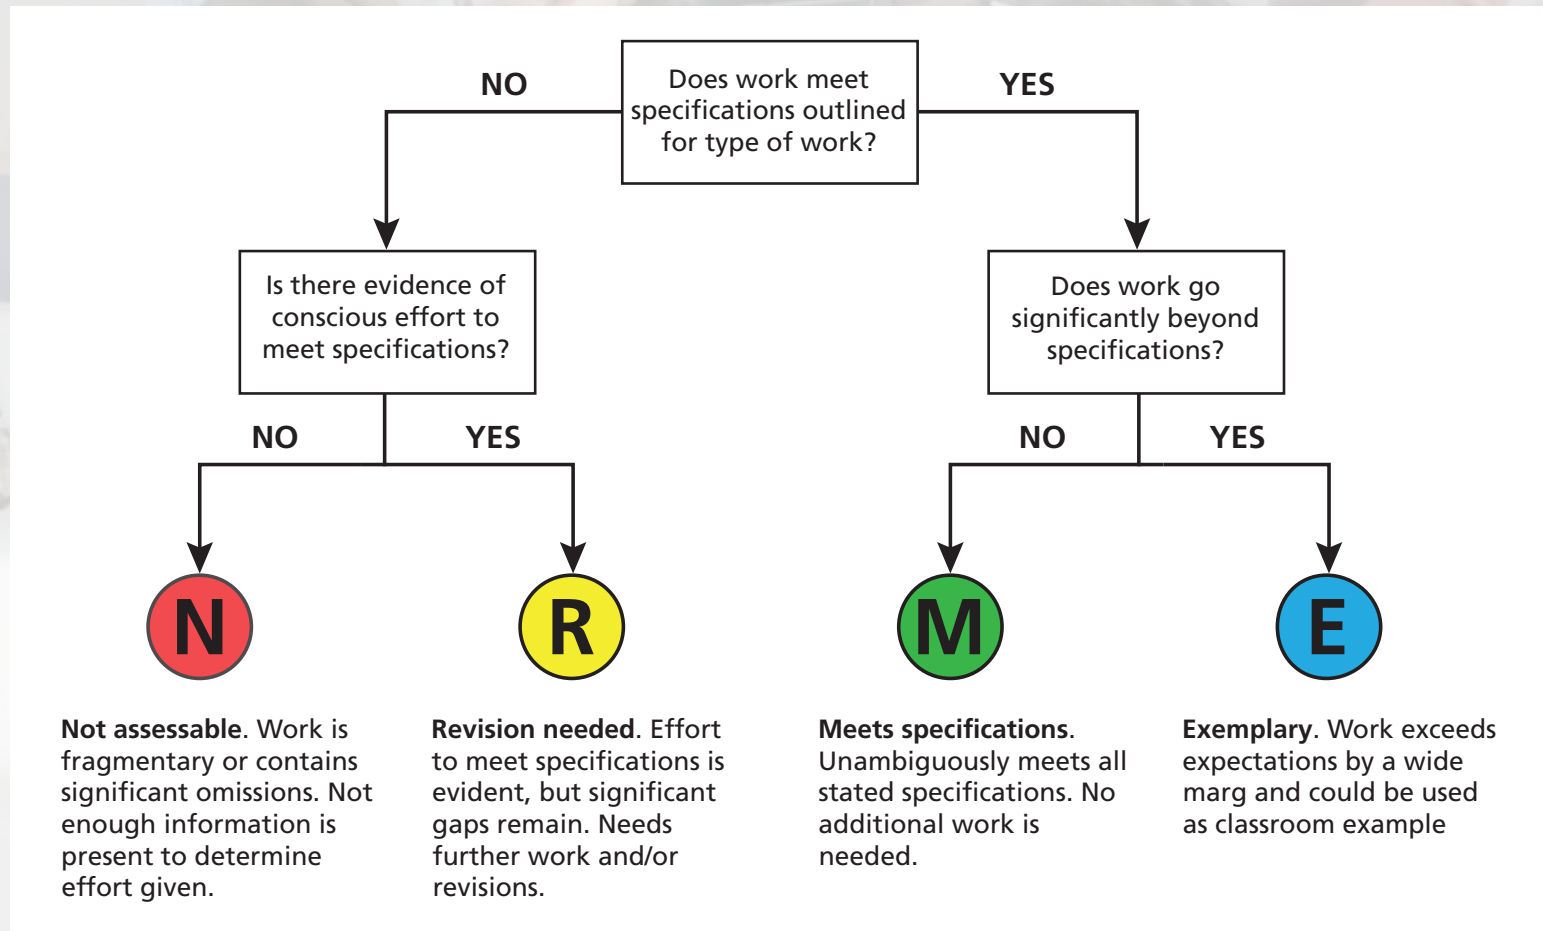 Does work meet
specifications outlined
for type of work?
NO
YES
Is there evidence of
conscious effort to
meet specifications?
Does work go
significantly beyond
specifications?
NO
YES
NO
YES
N
R
M
E
Not assessable. Work is
fragmentary or contains
significant omissions. Not
enough information is
present to determine
effort given.
Revision needed. Effort
to meet specifications is
evident, but significant
gaps remain. Needs
further work and/or
revisions.
Meets specifications.
Unambiguously meets all
stated specifications. No
additional work is
needed.
Exemplary. Work exceeds
expectations by a wide
marg and could be used
as classroom example